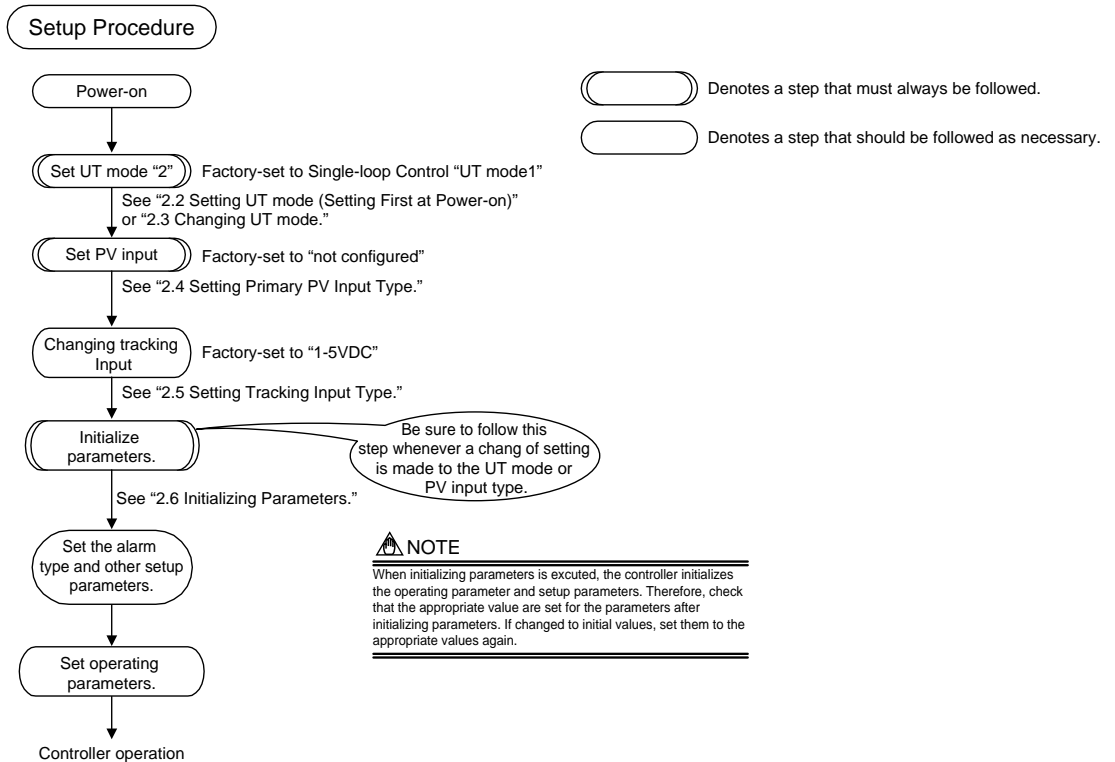 Setup Procedure
Power-on
Denotes a step that must always be followed.
Denotes a step that should be followed as necessary.
Set UT mode “2”
Factory-set to Single-loop Control “UT mode1”
See “2.2 Setting UT mode (Setting First at Power-on)”
or “2.3 Changing UT mode.”
Set PV input
Factory-set to “not configured”
See “2.4 Setting Primary PV Input Type.”
Changing tracking
Input
Factory-set to “1-5VDC”
See “2.5 Setting Tracking Input Type.”
Initialize
parameters.
Be sure to follow this
step whenever a chang of setting
is made to the UT mode or
PV input type.
See “2.6 Initializing Parameters.”
Set the alarm
type and other setup
parameters.
NOTE
When initializing parameters is excuted, the controller initializes
the operating parameter and setup parameters. Therefore, check
that the appropriate value are set for the parameters after
initializing parameters. If changed to initial values, set them to the
appropriate values again.
Set operating
parameters.
Controller operation